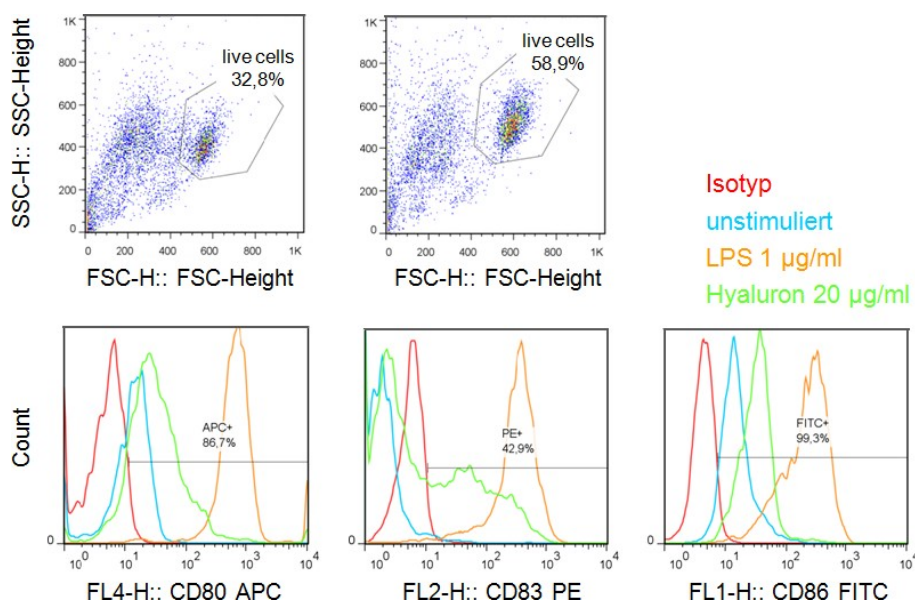 SSC-H:: SSC-Height
1K
800
600
400
200
0
live cells
32,8%
0 200 400 600 800 1K
FSC-H:: FSC-Height
1K
800
600
400
200
0
live cells
58,9%
0 200 400 600 800 1K
FSC-H:: FSC-Height
Isotyp
unstimuliert
LPS 1 µg/ml
Hyaluron 20 µg/ml
Count
0
APC+
86,7%
10^0 10^1 10^2 10^3 10^4
FL4-H:: CD80 APC
0
PE+
42,9%
10^0 10^1 10^2 10^3 10^4
FL2-H:: CD83 PE
0
FITC+
99,3%
10^0 10^1 10^2 10^3 10^4
FL1-H:: CD86 FITC